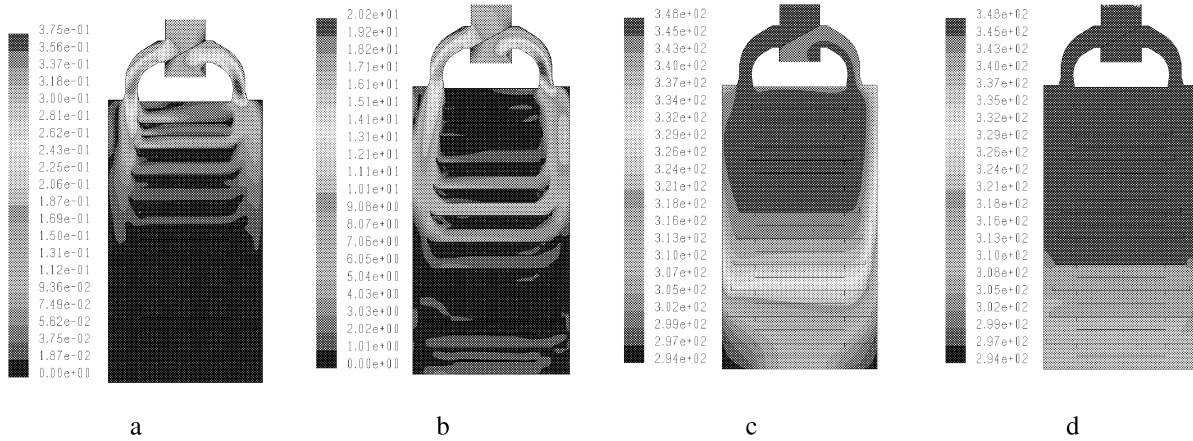 3.75e-01
3.56e-01
3.37e-01
3.18e-01
3.00e-01
2.81e-01
2.62e-01
2.43e-01
2.25e-01
2.06e-01
1.87e-01
1.69e-01
1.50e-01
1.31e-01
1.12e-01
9.36e-02
7.49e-02
5.62e-02
3.75e-02
1.87e-02
0.00e+00
a
2.02e+01
1.92e+01
1.82e+01
1.71e+01
1.61e+01
1.51e+01
1.41e+01
1.31e+01
1.21e+01
1.11e+01
1.01e+01
9.08e+00
8.07e+00
7.06e+00
6.05e+00
5.04e+00
4.03e+00
3.03e+00
2.02e+00
1.01e+00
0.00e+00
b
3.48e+02
3.45e+02
3.43e+02
3.40e+02
3.37e+02
3.34e+02
3.32e+02
3.29e+02
3.26e+02
3.24e+02
3.21e+02
3.18e+02
3.16e+02
3.13e+02
3.10e+02
3.07e+02
3.05e+02
3.02e+02
2.99e+02
2.97e+02
2.94e+02
c
3.48e+02
3.45e+02
3.43e+02
3.40e+02
3.37e+02
3.35e+02
3.32e+02
3.29e+02
3.26e+02
3.24e+02
3.21e+02
3.18e+02
3.16e+02
3.13e+02
3.10e+02
3.08e+02
3.05e+02
3.02e+02
2.99e+02
2.97e+02
2.94e+02
d